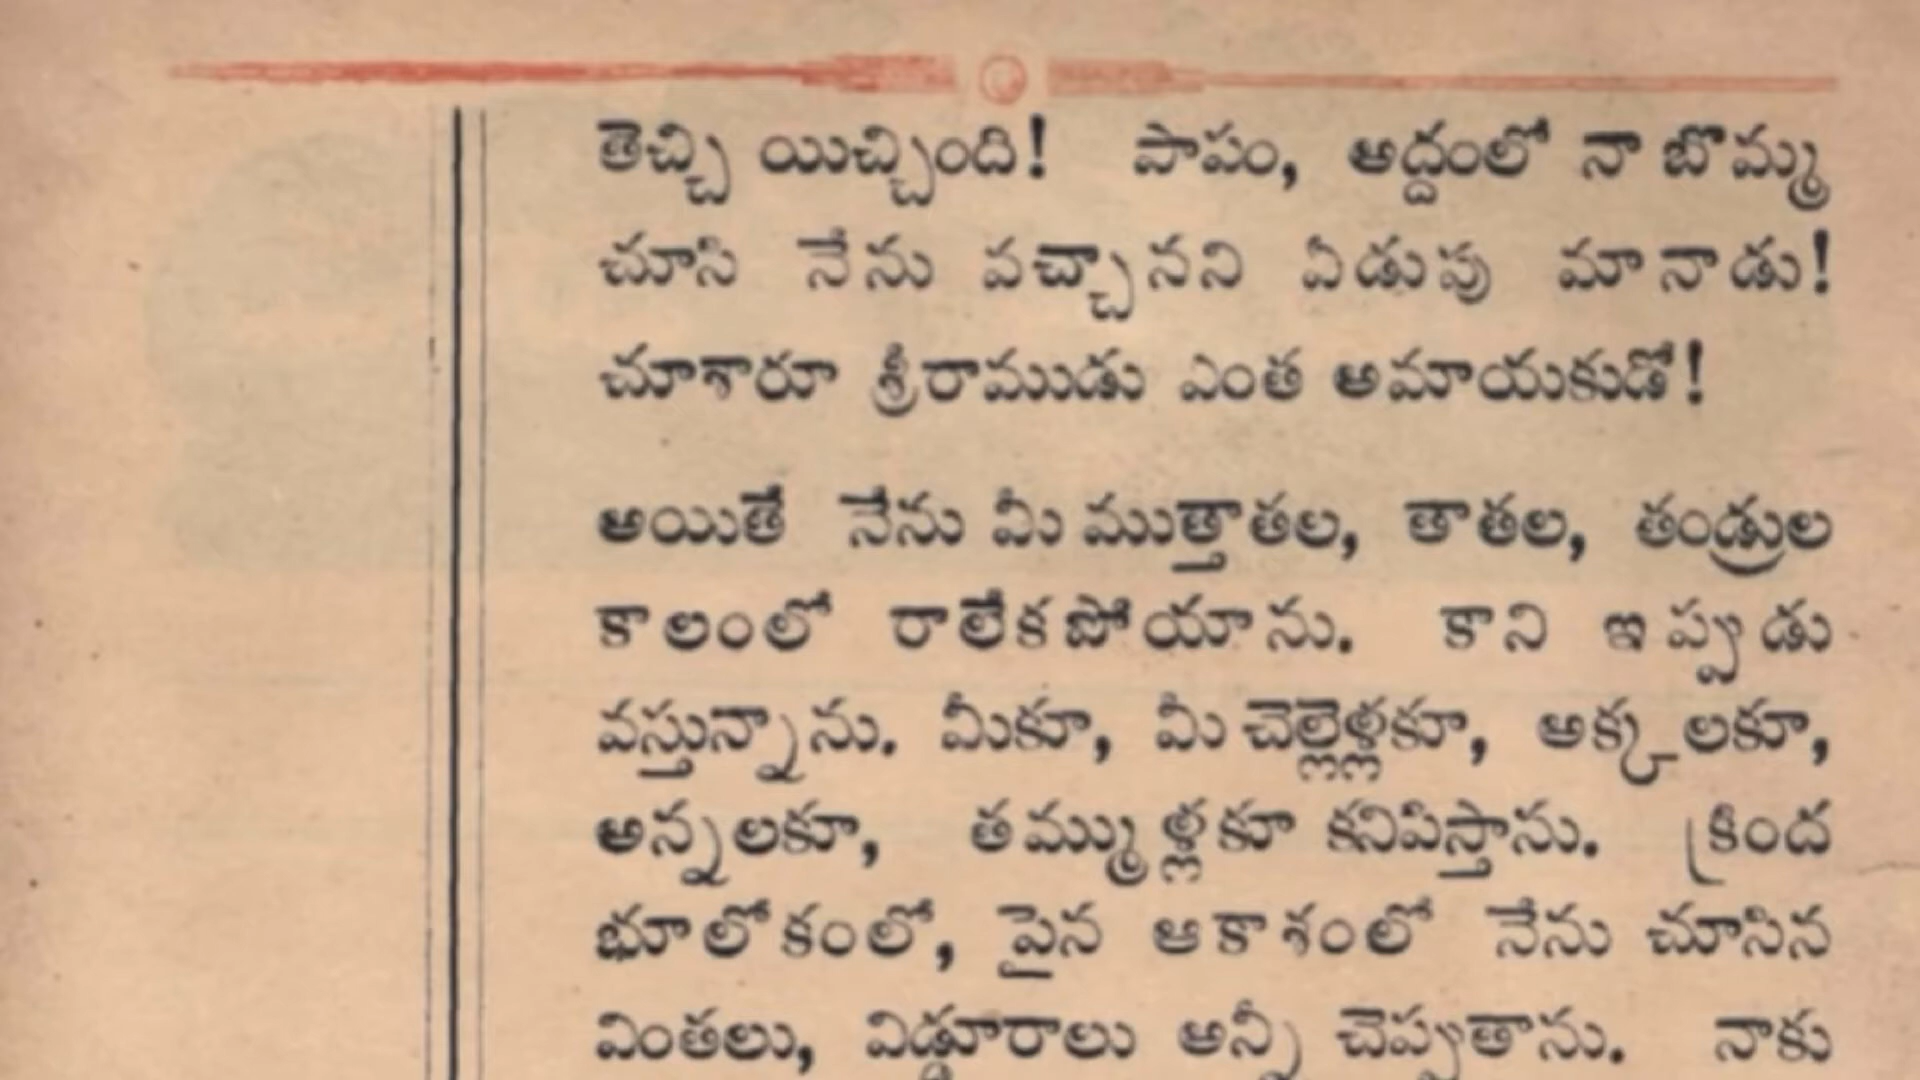 తెచ్చి యిచ్చింది! పాపం, అద్దంలో నా బొమ్మ
చూసి నేను వచ్చానని ఏడుపు మానాడు!
చూశారూ శ్రీరాముడు ఎంత అమాయకుడో!
అయితే నేను మీ ముత్తాతల, తాతల, తండ్రుల
కాలంలో రాలేకపోయాను. కాని ఇప్పుడు
వస్తున్నాను. మీకూ, మీ చెల్లెళ్లకూ, అక్కలకూ,
అన్నలకూ, తమ్ముళ్లకూ కనిపిస్తాను. క్రింద
భూలోకంలో, పైన ఆకాశంలో నేను చూసిన
వింతలు, విడ్డూరాలు అన్నీ చెప్పుతాను. నాకు